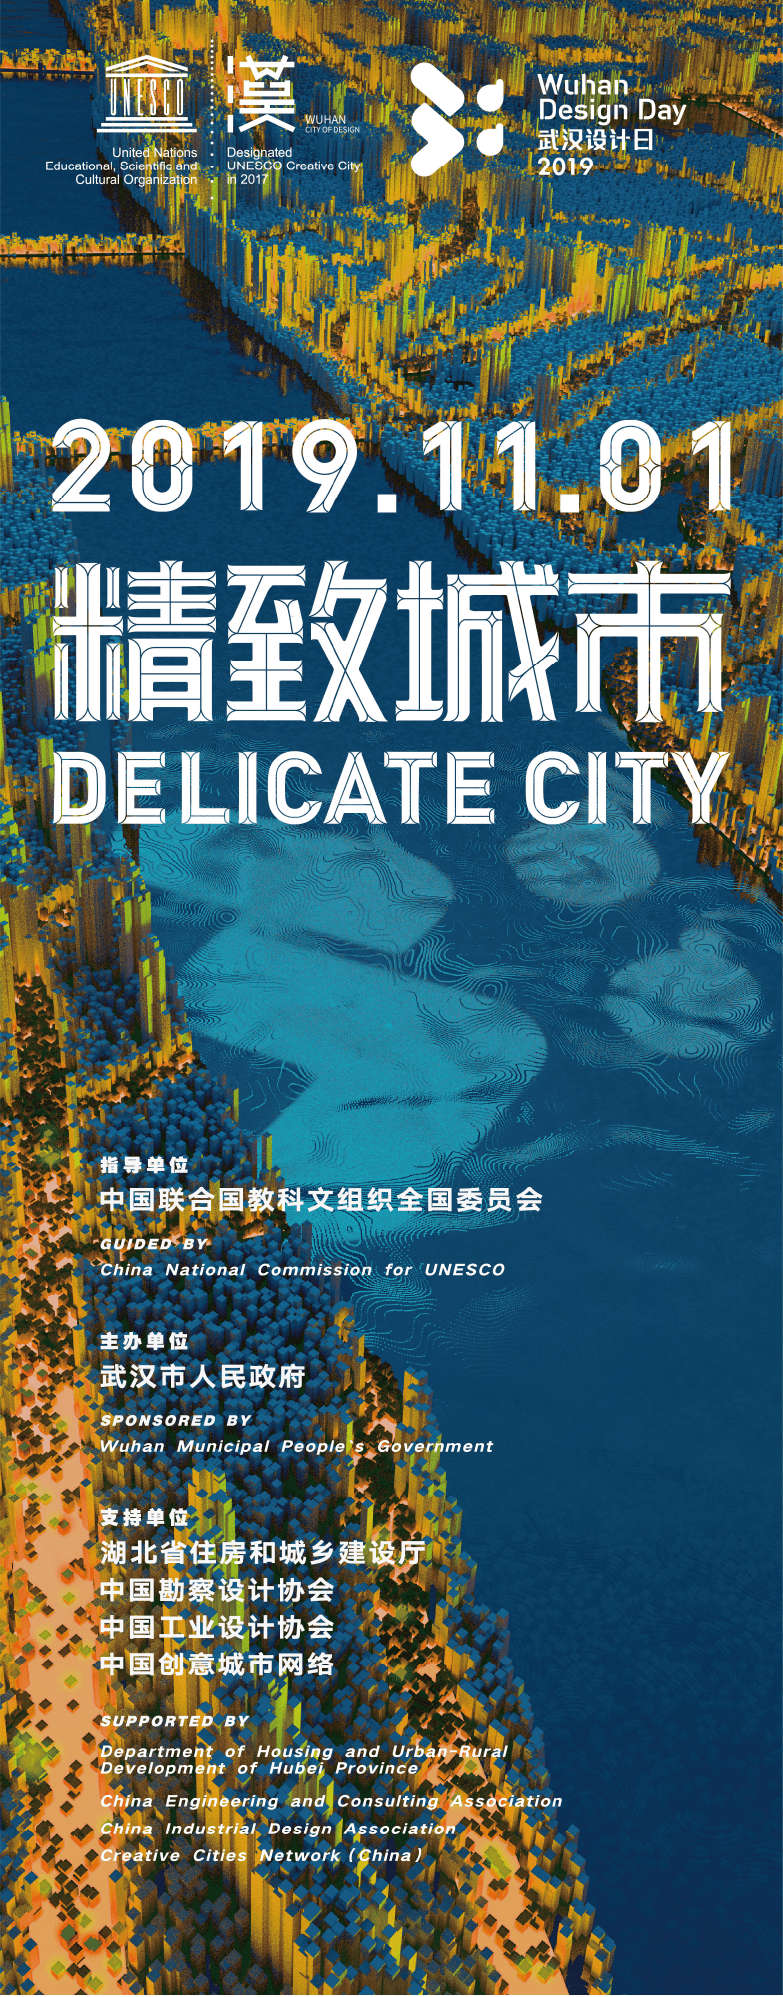 UNESCO
United Nations
Educational, Scientific and
Cultural Organization
漢
WUHAN
CITY OF DESIGN
Designated
UNESCO Creative City
in 2017
Wuhan
Design Day
武汉设计日
2019
2019.11.01
精致城市
DELICATE CITY
指导单位
中国联合国教科文组织全国委员会
GUIDED BY
China National Commission for UNESCO
主办单位
武汉市人民政府
SPONSORED BY
Wuhan Municipal People's Government
支持单位
湖北省住房和城乡建设厅
中国勘察设计协会
中国工业设计协会
中国创意城市网络
SUPPORTED BY
Department of Housing and Urban-Rural
Development of Hubei Province
China Engineering and Consulting Association
China Industrial Design Association
Creative Cities Network (China)